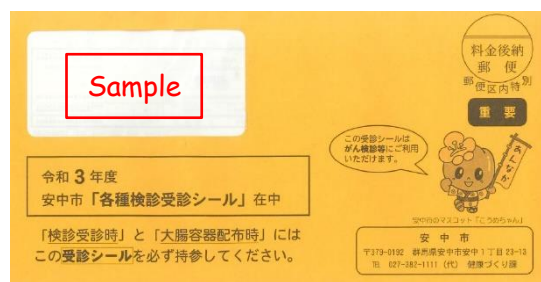 Sample
料金後納
郵便
郵便区内特別
重要
この受診シールは
がん検診等にご利用
いただけます。
あんなか
令和3年度
安中市「各種検診受診シール」在中
安中市のマスコット「こうめちゃん」
「検診受診時」と「大腸容器配布時」には
この受診シールを必ず持参してください。
安中市
〒379-0192 群馬県安中市安中1丁目23-13
TEL 027-382-1111（代） 健康づくり課